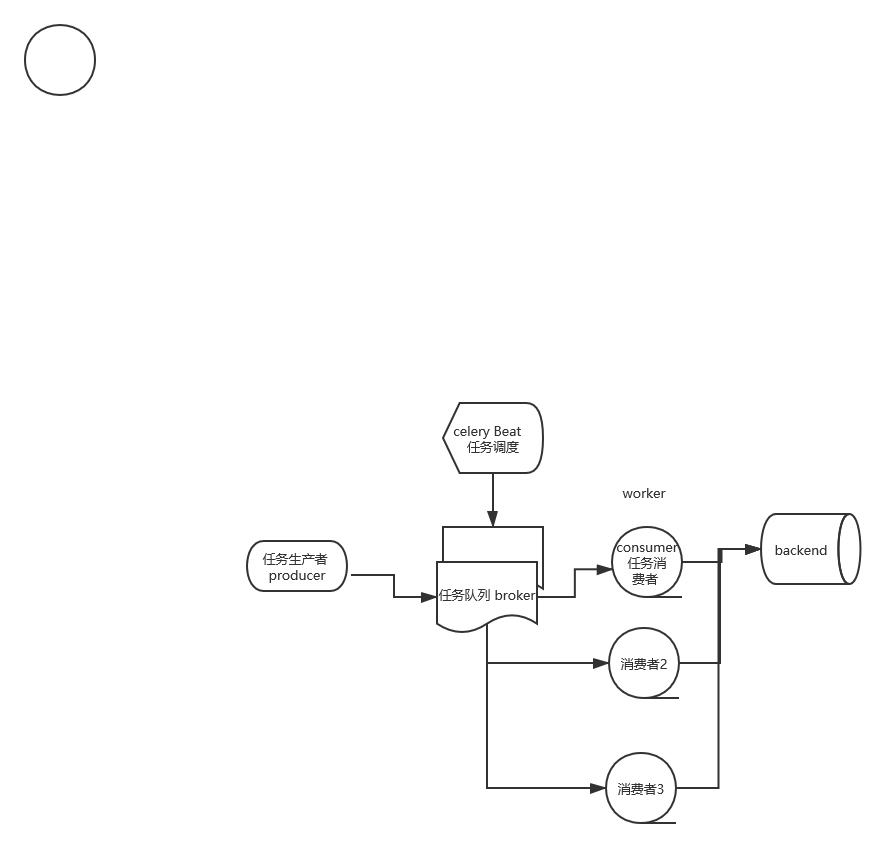 celery Beat
任务调度
worker
任务生产者
producer
任务队列 broker
consumer
任务消
费者
backend
消费者2
消费者3